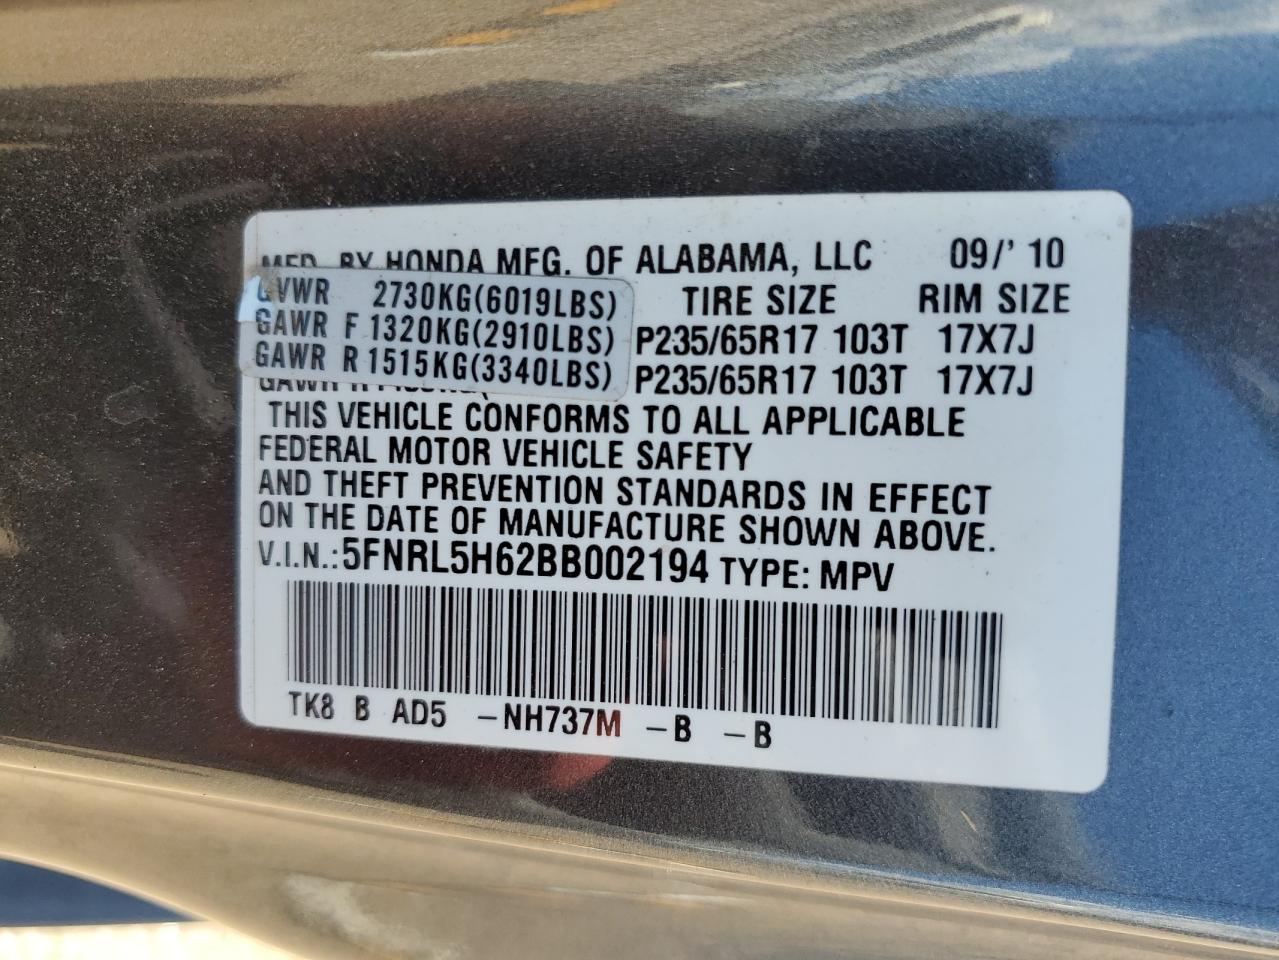 MFD. BY HONDA MFG. OF ALABAMA, LLC 09/' 10
GVWR 2730KG(6019LBS) TIRE SIZE RIM SIZE
GAWR F 1320KG(2910LBS) P235/65R17 103T 17X7J
GAWR R 1515KG(3340LBS) P235/65R17 103T 17X7J
GAWR R
THIS VEHICLE CONFORMS TO ALL APPLICABLE
FEDERAL MOTOR VEHICLE SAFETY
AND THEFT PREVENTION STANDARDS IN EFFECT
ON THE DATE OF MANUFACTURE SHOWN ABOVE.
V.I.N.:5FNRL5H62BB002194 TYPE: MPV
TK8 B AD5 -NH737M -B -B